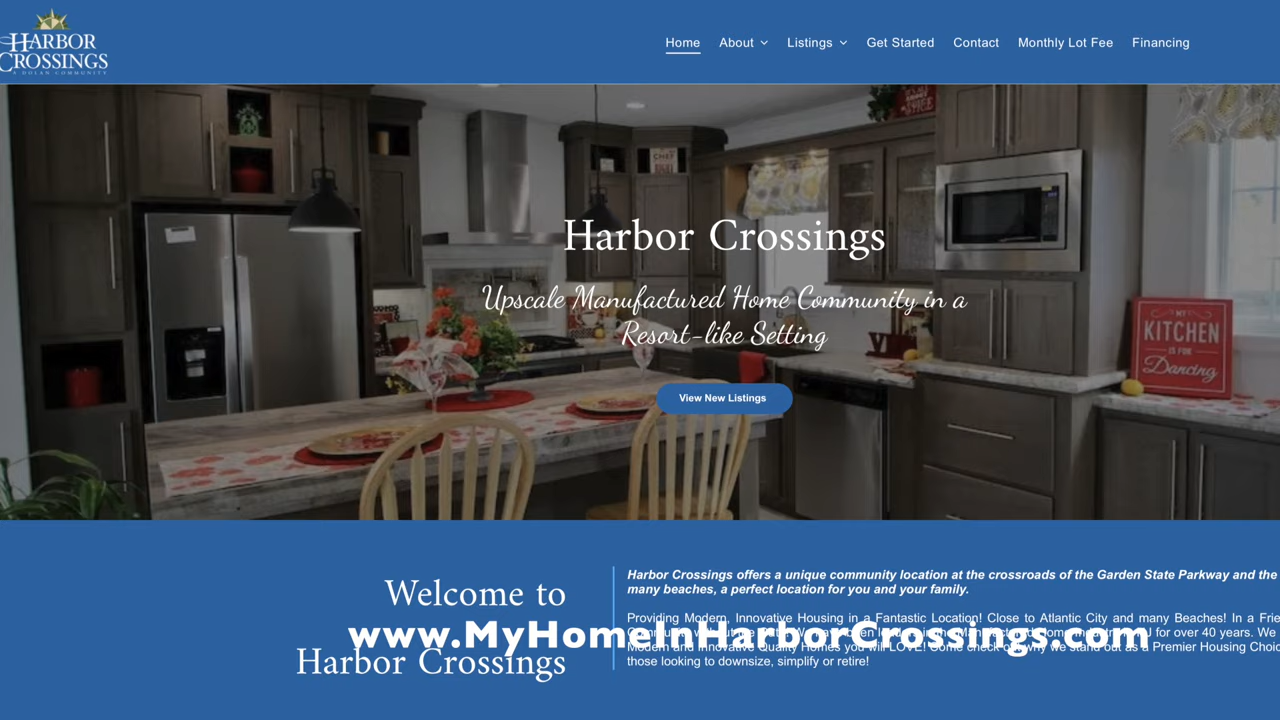 HARBOR
CROSSINGS
A DOLAN COMMUNITY
Home About Listings Get Started Contact Monthly Lot Fee Financing
CHEF
MY
KITCHEN
IS FOR
Dancing
Harbor Crossings
Upscale Manufactured Home Community in a
Resort-like Setting
View New Listings
Welcome to
Harbor Crossings
Harbor Crossings offers a unique community location at the crossroads of the Garden State Parkway and the
many beaches, a perfect location for you and your family.
Providing Modern, Innovative Housing in a Fantastic Location! Close to Atlantic City and many Beaches! In a
for over 40 years. We
Modern and Innovative Quality Homes you will LOVE! Come check out why we stand out as a Premier Housing
those looking to downsize, simplify or retire!
www.MyHomeInHarborCrossings.com